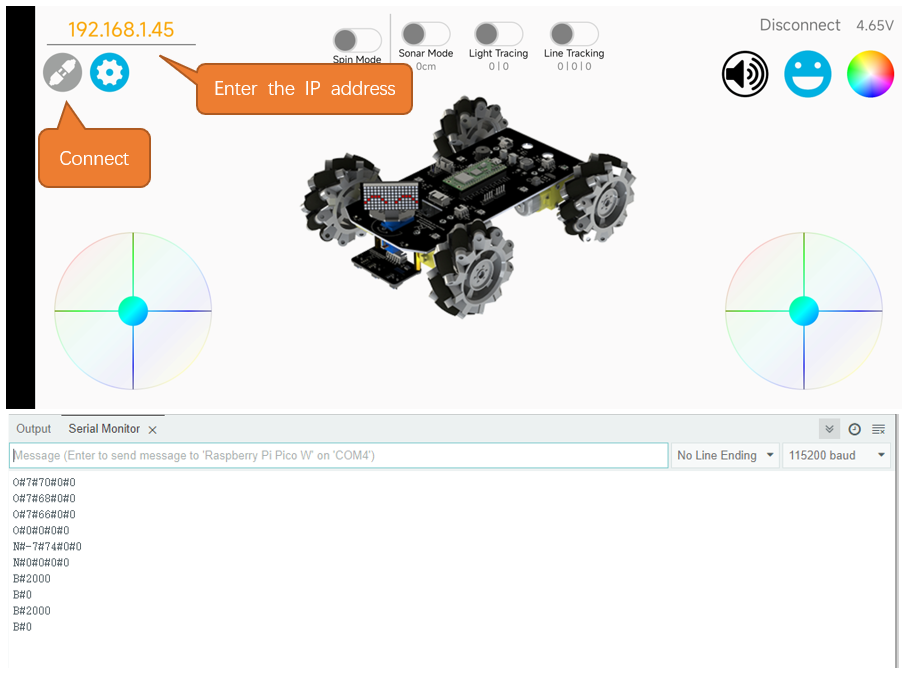 192.168.1.45
Enter the IP address
Connect
Spin Mode
Sonar Mode
0cm
Light Tracing
0 | 0
Line Tracking
0 | 0 | 0
Disconnect 4.65V
Output Serial Monitor
Message (Enter to send message to 'Raspberry Pi Pico W' on 'COM4')
No Line Ending 115200 baud
O#7#70#0#0
O#7#68#0#0
O#7#66#0#0
O#0#0#0#0
N#-7#74#0#0
N#0#0#0#0
B#2000
B#0
B#2000
B#0